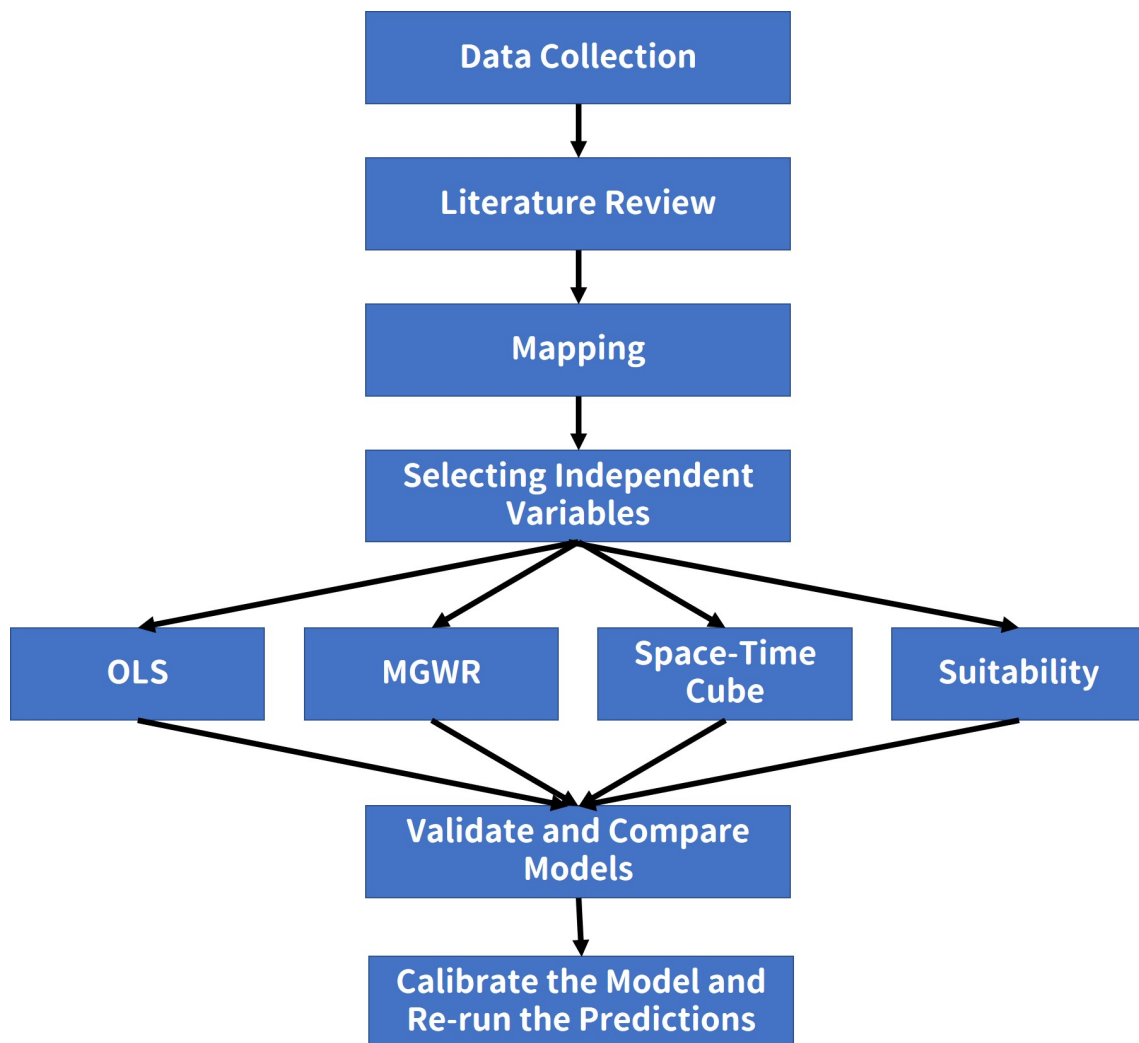 Data Collection
Literature Review
Mapping
Selecting Independent
Variables
OLS
MGWR
Space-Time
Cube
Suitability
Validate and Compare
Models
Calibrate the Model and
Re-run the Predictions